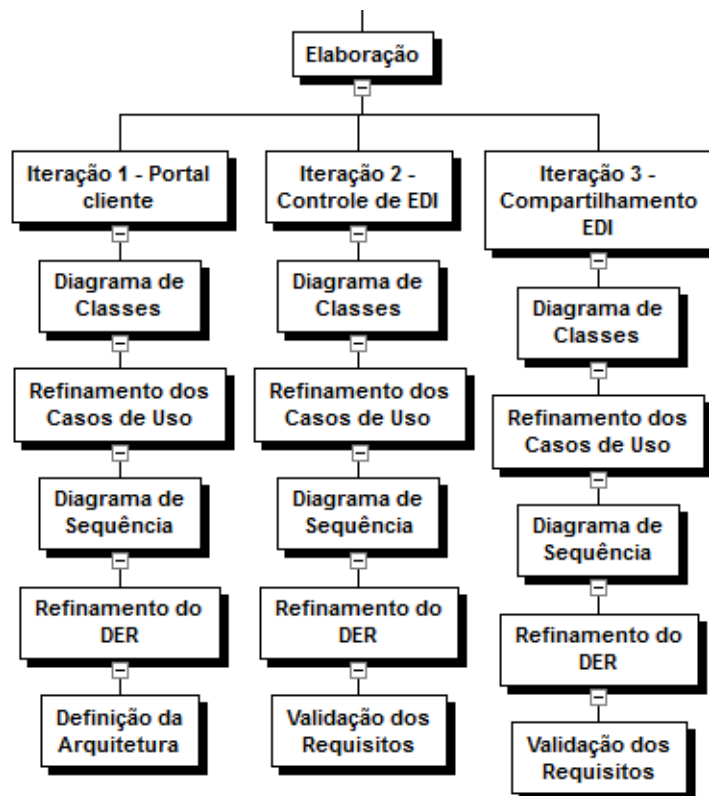 Elaboração
Iteração 1 - Portal
cliente
Diagrama de
Classes
Refinamento dos
Casos de Uso
Diagrama de
Sequência
Refinamento do
DER
Definição da
Arquitetura
Iteração 2 -
Controle de EDI
Diagrama de
Classes
Refinamento dos
Casos de Uso
Diagrama de
Sequência
Refinamento do
DER
Validação dos
Requisitos
Iteração 3 -
Compartilhamento
EDI
Diagrama de
Classes
Refinamento dos
Casos de Uso
Diagrama de
Sequência
Refinamento do
DER
Validação dos
Requisitos